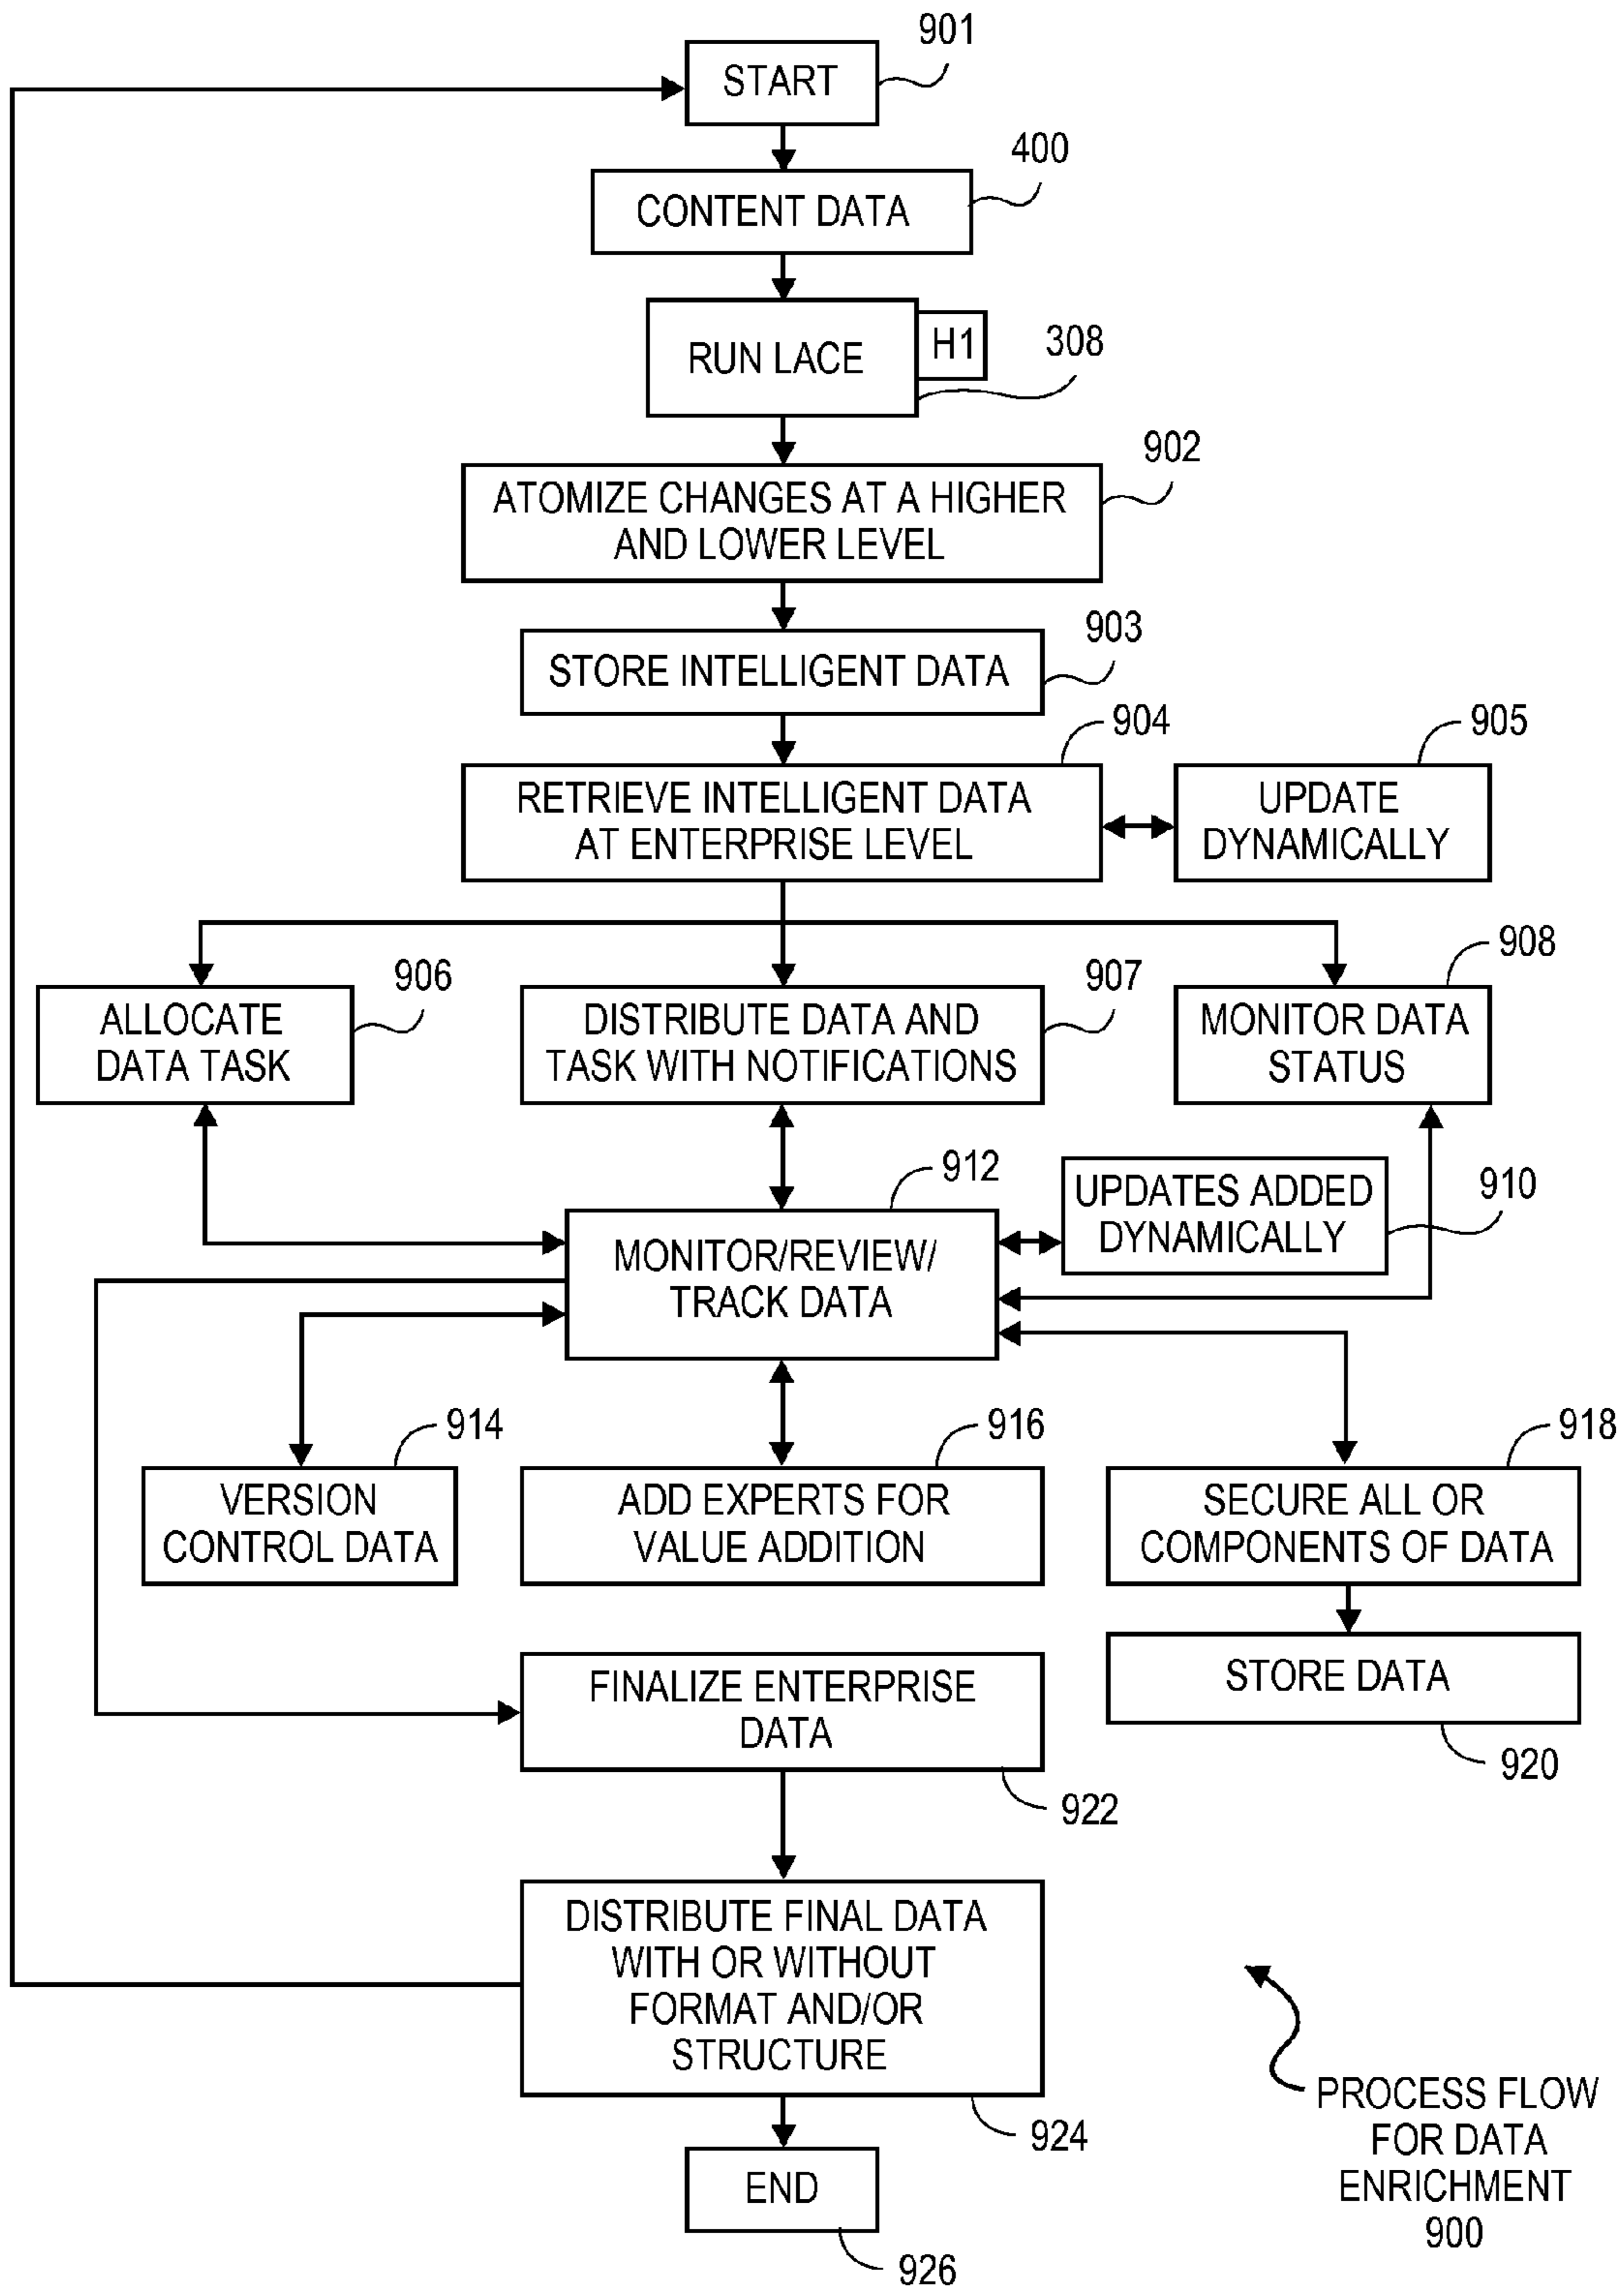 901
START
400
CONTENT DATA
RUN LACE
H1
308
902
ATOMIZE CHANGES AT A HIGHER
AND LOWER LEVEL
903
STORE INTELLIGENT DATA
904
905
RETRIEVE INTELLIGENT DATA
AT ENTERPRISE LEVEL
UPDATE
DYNAMICALLY
906
907
908
ALLOCATE
DATA TASK
DISTRIBUTE DATA AND
TASK WITH NOTIFICATIONS
MONITOR DATA
STATUS
912
910
UPDATES ADDED
DYNAMICALLY
MONITOR/REVIEW/
TRACK DATA
914
916
918
VERSION
CONTROL DATA
ADD EXPERTS FOR
VALUE ADDITION
SECURE ALL OR
COMPONENTS OF DATA
STORE DATA
920
FINALIZE ENTERPRISE
DATA
922
DISTRIBUTE FINAL DATA
WITH OR WITHOUT
FORMAT AND/OR
STRUCTURE
924
END
926
PROCESS FLOW
FOR DATA
ENRICHMENT
900